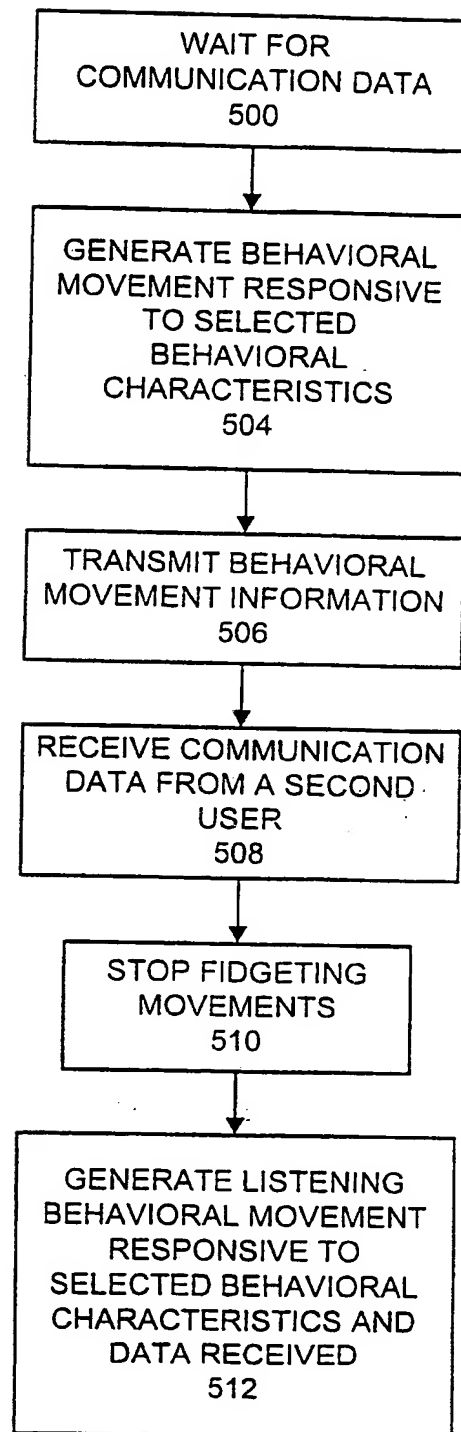 WAIT FOR
COMMUNICATION DATA
500
GENERATE BEHAVIORAL
MOVEMENT RESPONSIVE
TO SELECTED
BEHAVIORAL
CHARACTERISTICS
504
TRANSMIT BEHAVIORAL
MOVEMENT INFORMATION
506
RECEIVE COMMUNICATION
DATA FROM A SECOND
USER
508
STOP FIDGETING
MOVEMENTS
510
GENERATE LISTENING
BEHAVIORAL MOVEMENT
RESPONSIVE TO
SELECTED BEHAVIORAL
CHARACTERISTICS AND
DATA RECEIVED
512